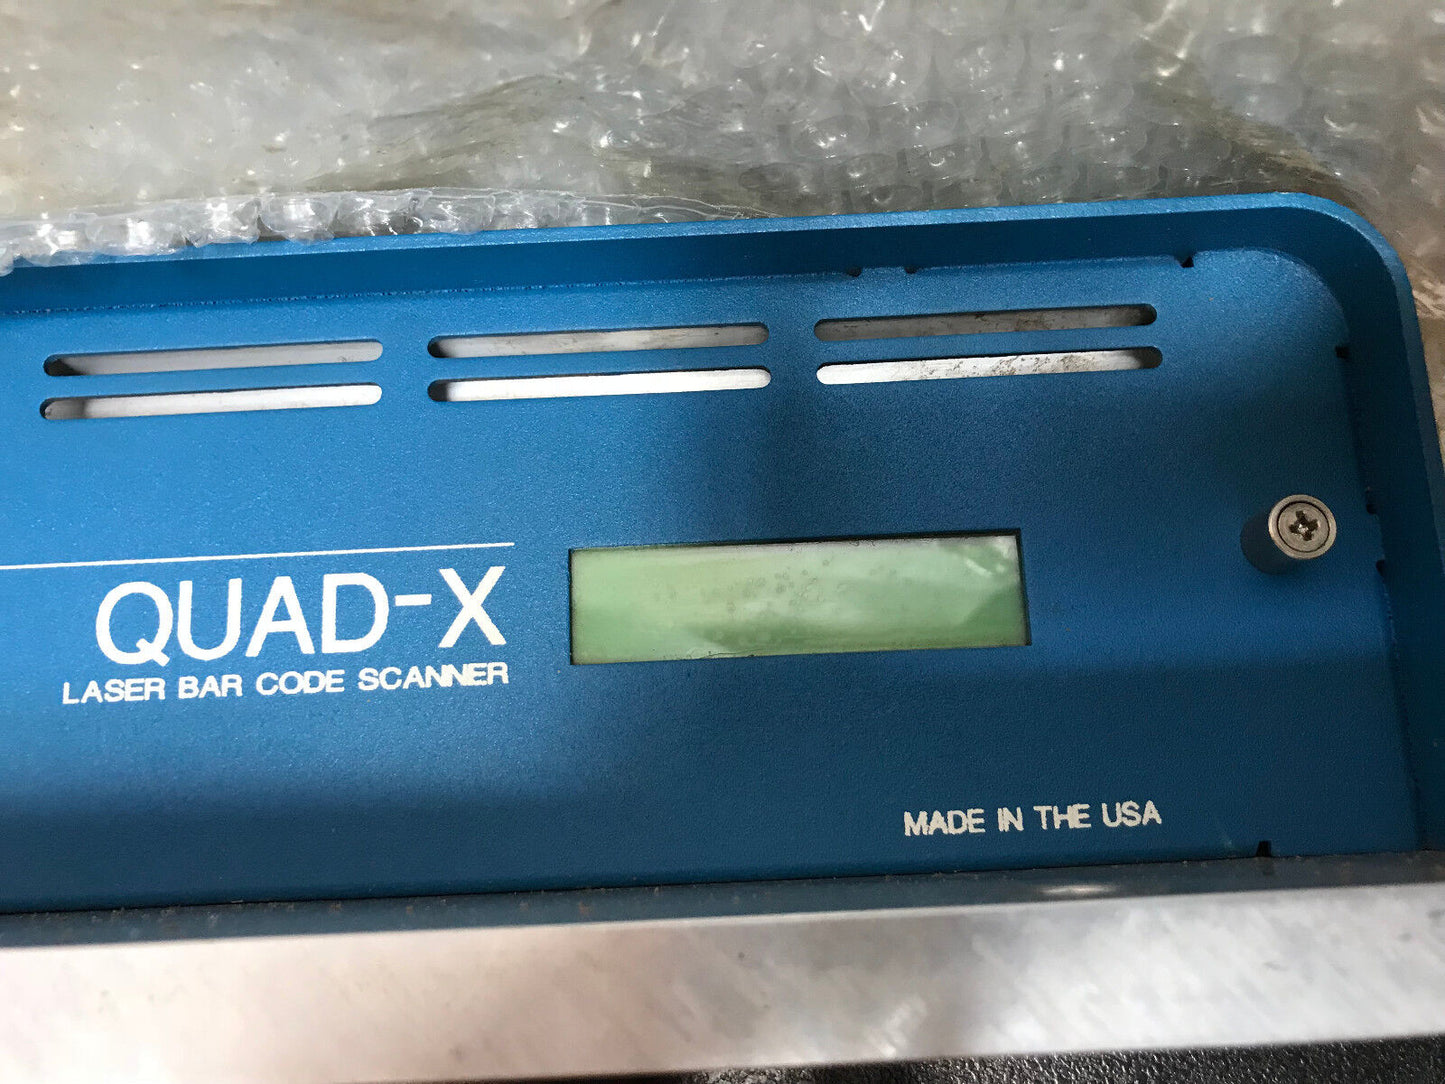 QUAD-X
LASER BAR CODE SCANNER
MADE IN THE USA